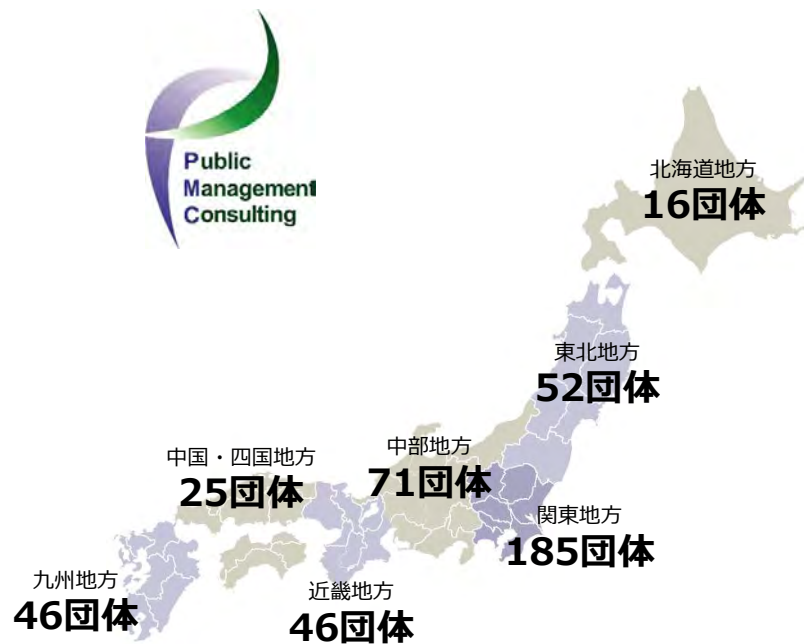 Public
Management
Consulting
北海道地方
16団体
東北地方
52団体
中部地方
71団体
中国・四国地方
25団体
関東地方
185団体
九州地方
46団体
近畿地方
46団体